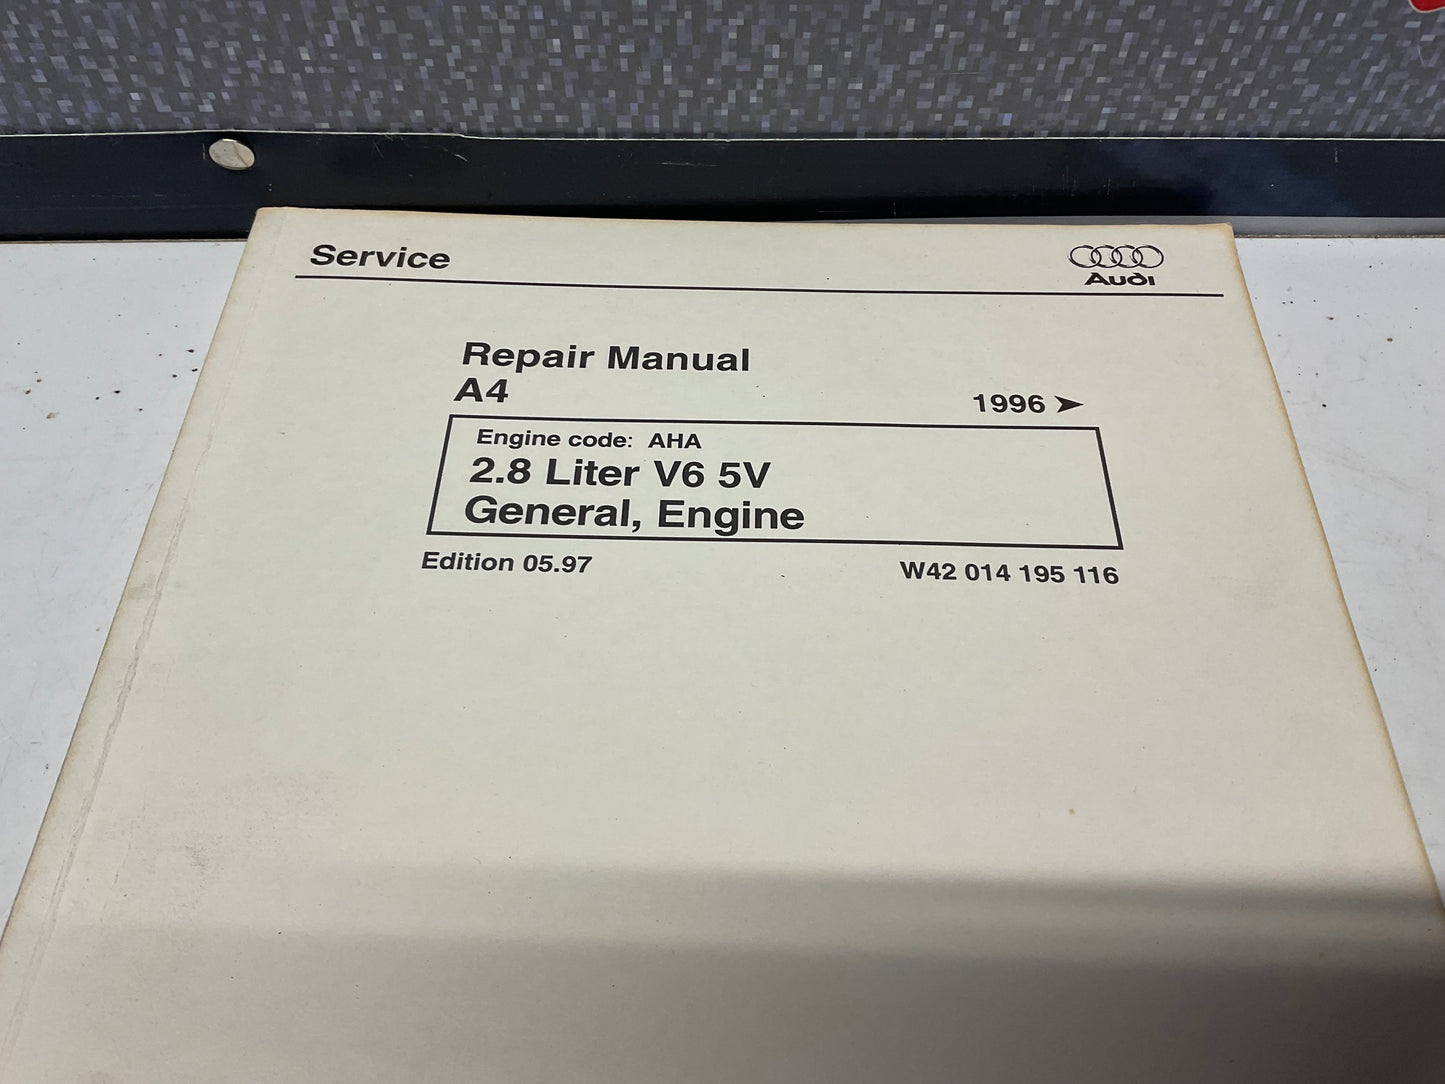 Service
Audi
Repair Manual
A4
1996 ➤
Engine code: AHA
2.8 Liter V6 5V
General, Engine
Edition 05.97
W42 014 195 116